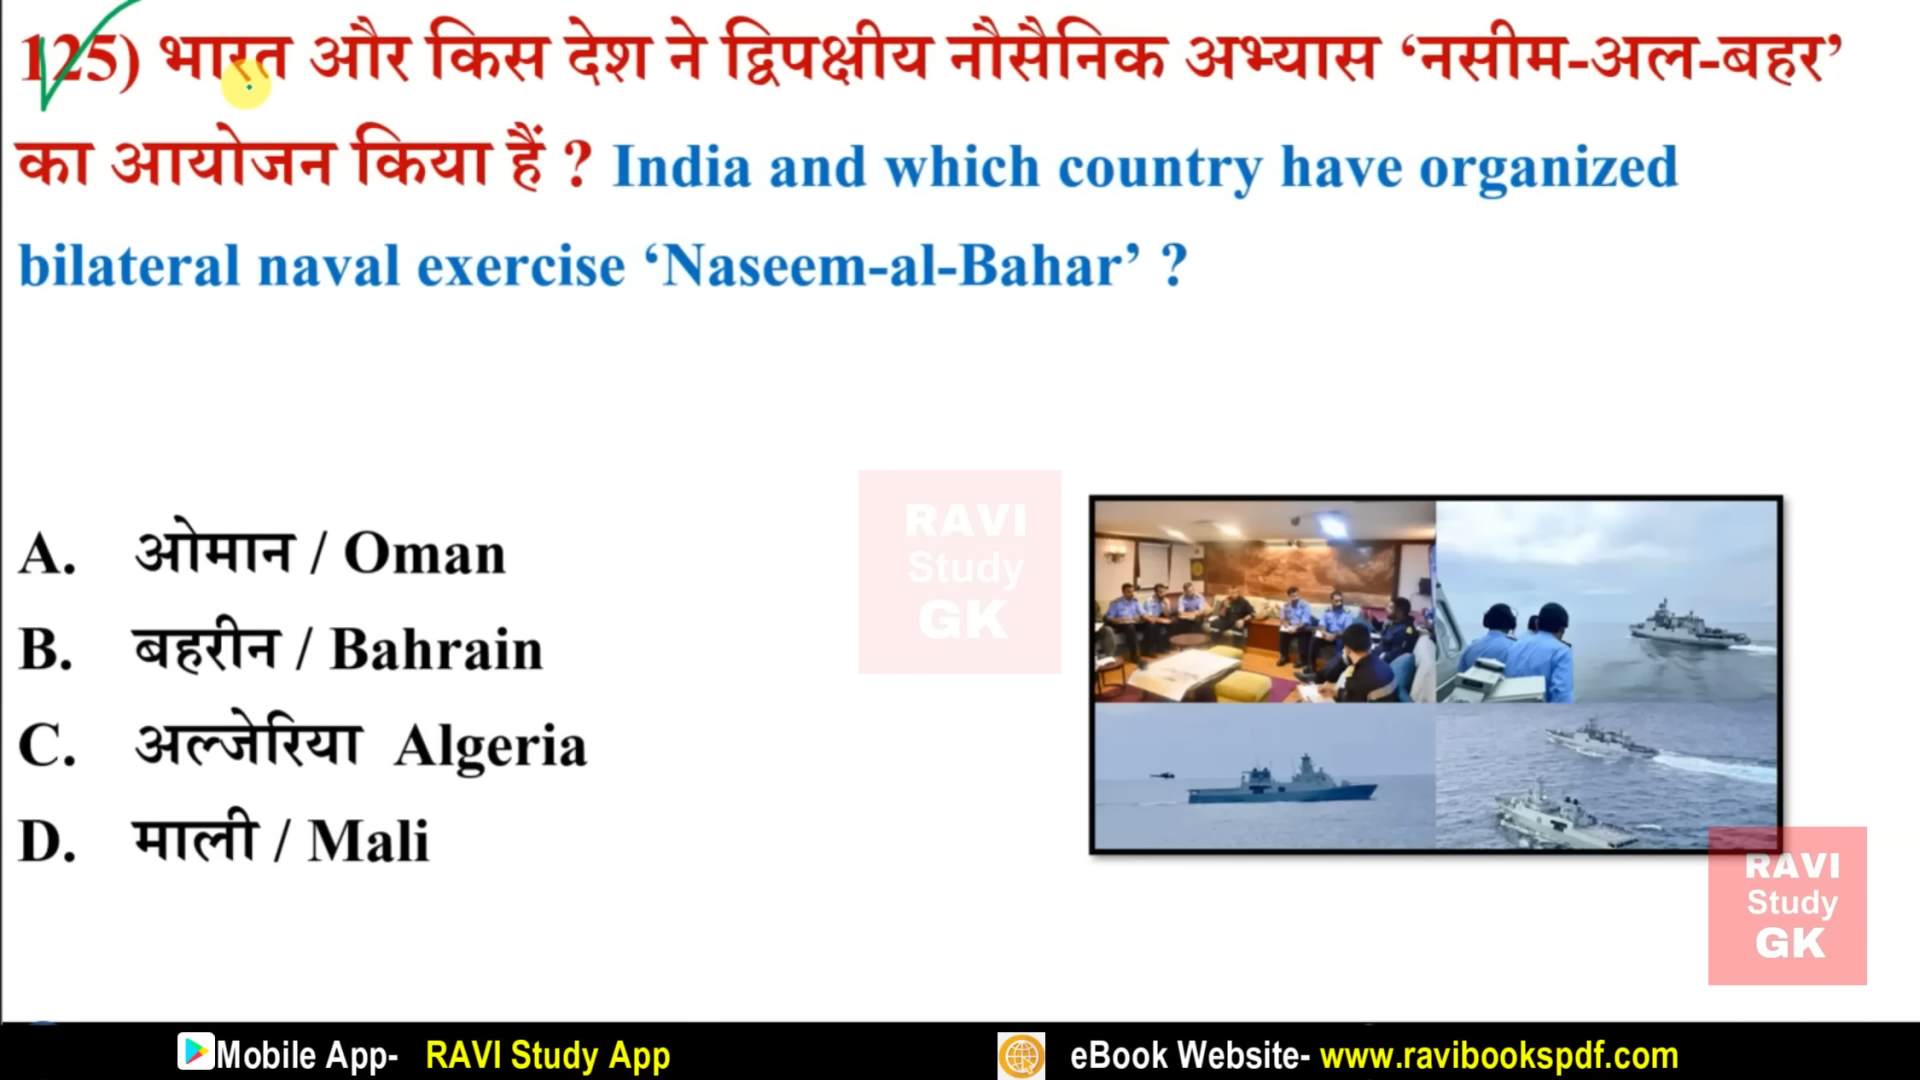 125) भारत और किस देश ने द्विपक्षीय नौसैनिक अभ्यास ‘नसीम-अल-बहर’
का आयोजन किया हैं ? India and which country have organized
bilateral naval exercise ‘Naseem-al-Bahar’ ?
A. ओमान / Oman
B. बहरीन / Bahrain
C. अल्जेरिया Algeria
D. माली / Mali
RAVI
Study
GK
RAVI
Study
GK
Mobile App- RAVI Study App
eBook Website- www.ravibookspdf.com